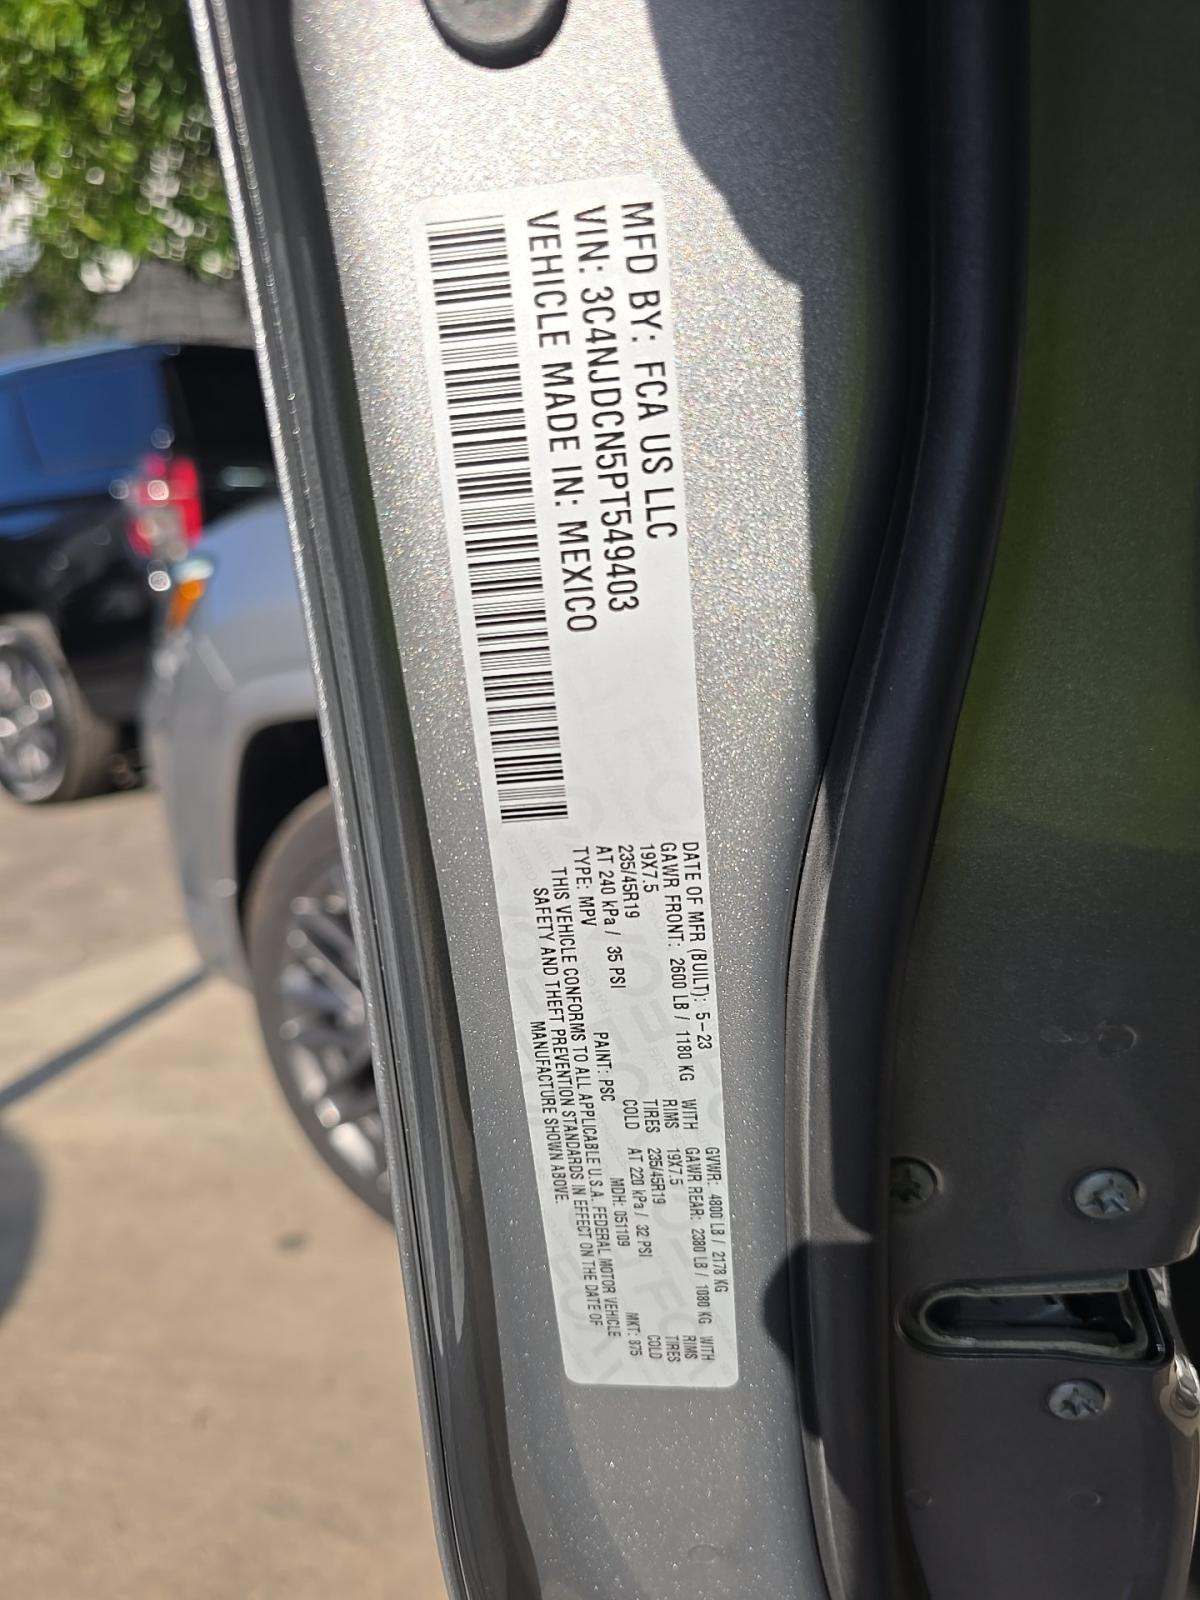 MFD BY: FCA US LLC
VIN: 3C4NJDCN5PT549403
VEHICLE MADE IN: MEXICO
DATE OF MFR (BUILT): 5-23
GVWR: 4800 LB / 2178 KG
GAWR FRONT: 2600 LB / 1180 KG WITH
GAWR REAR: 2380 LB / 1080 KG WITH
19X7.5 RIMS
19X7.5 RIMS
235/45R19 TIRES
235/45R19 TIRES
AT 240 kPa / 35 PSI COLD
AT 220 kPa / 32 PSI COLD
TYPE: MPV PAINT: PSC MDH: 051109 MKT: 875
THIS VEHICLE CONFORMS TO ALL APPLICABLE U.S.A. FEDERAL MOTOR VEHICLE
SAFETY AND THEFT PREVENTION STANDARDS IN EFFECT ON THE DATE OF
MANUFACTURE SHOWN ABOVE.